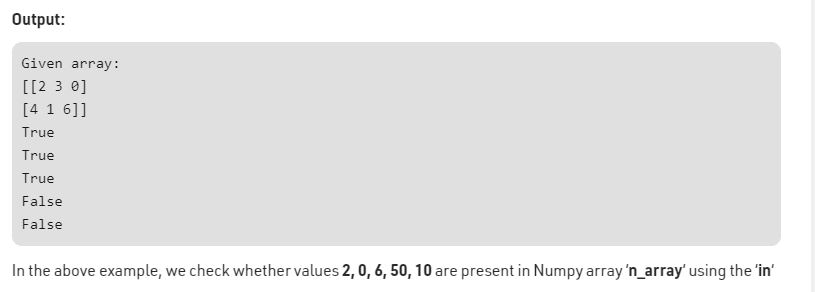 Output:
Given array:
[[2 3 0]
[4 1 6]]
True
True
True
False
False
In the above example, we check whether values 2, 0, 6, 50, 10 are present in Numpy array 'n_array' using the 'in'